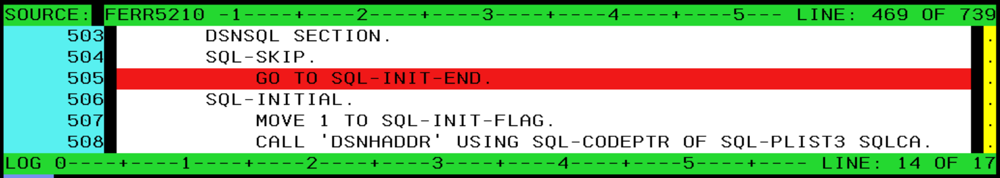 SOURCE: FERR5210 -1----+----2----+----3----+----4----+----5--- LINE: 469 OF 739
503 DSNSQL SECTION. .
504 SQL-SKIP. .
505 GO TO SQL-INIT-END. .
506 SQL-INITIAL. .
507 MOVE 1 TO SQL-INIT-FLAG. .
508 CALL 'DSNHADDR' USING SQL-CODEPTR OF SQL-PLIST3 SQLCA. .
LOG 0----+----1----+----2----+----3----+----4----+----5----+---- LINE: 14 OF 17